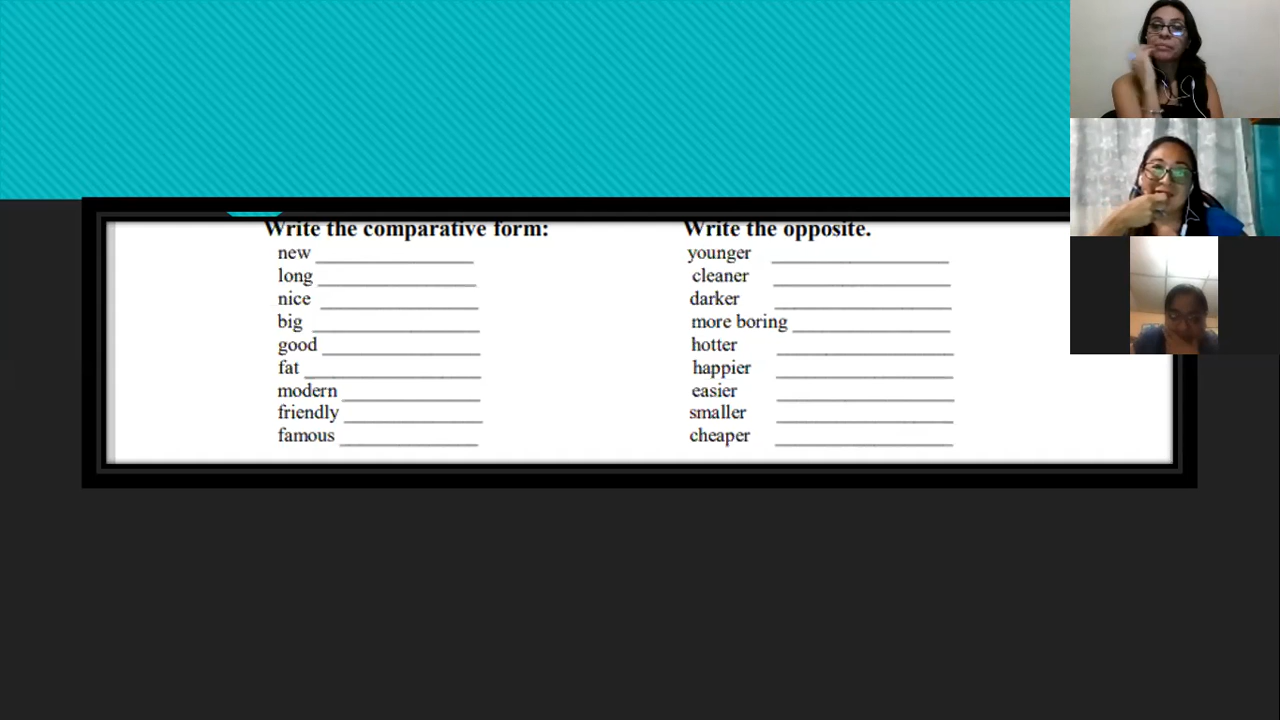 Write the comparative form:
new
long
nice
big
good
fat
modern
friendly
famous
Write the opposite.
younger
cleaner
darker
more boring
hotter
happier
easier
smaller
cheaper